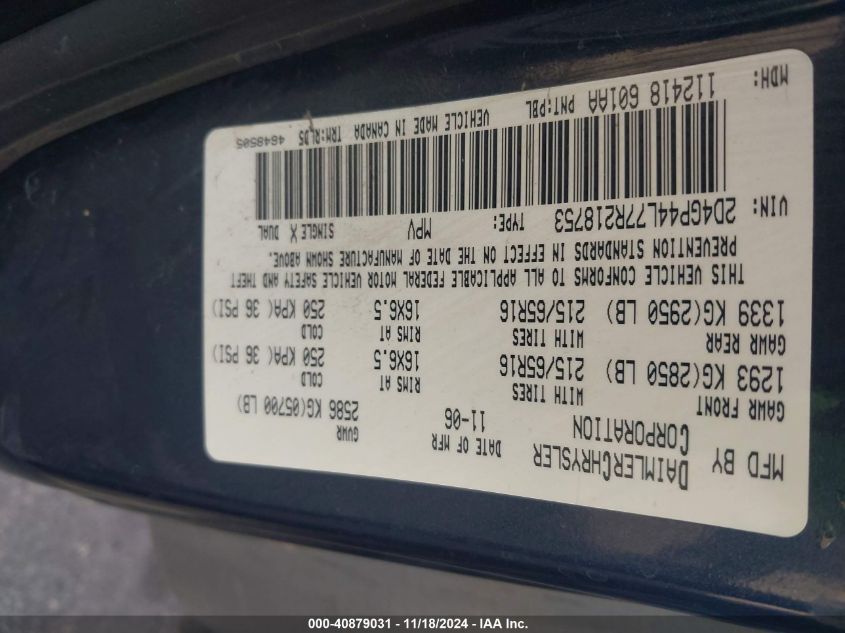 MFD BY DAIMLERCHRYSLER CORPORATION
DATE OF MFR 11-06
GVWR 2586 KG(05700 LB)
GAWR FRONT WITH TIRES RIMS AT COLD
1293 KG(2850 LB) 215/65R16 16X6.5 250 KPA( 36 PSI)
GAWR REAR WITH TIRES RIMS AT COLD
1339 KG(2950 LB) 215/65R16 16X6.5 250 KPA( 36 PSI)
THIS VEHICLE CONFORMS TO ALL APPLICABLE FEDERAL MOTOR VEHICLE SAFETY AND THEFT
PREVENTION STANDARDS IN EFFECT ON THE DATE OF MANUFACTURE SHOWN ABOVE.
VIN: 2D4GP44L77R218753 TYPE: MPV SINGLE X DUAL
MDH: 112418 601AA PNT:PBL VEHICLE MADE IN CANADA TRM:RLD5 4648505
000-40879031 - 11/18/2024 - IAA Inc.